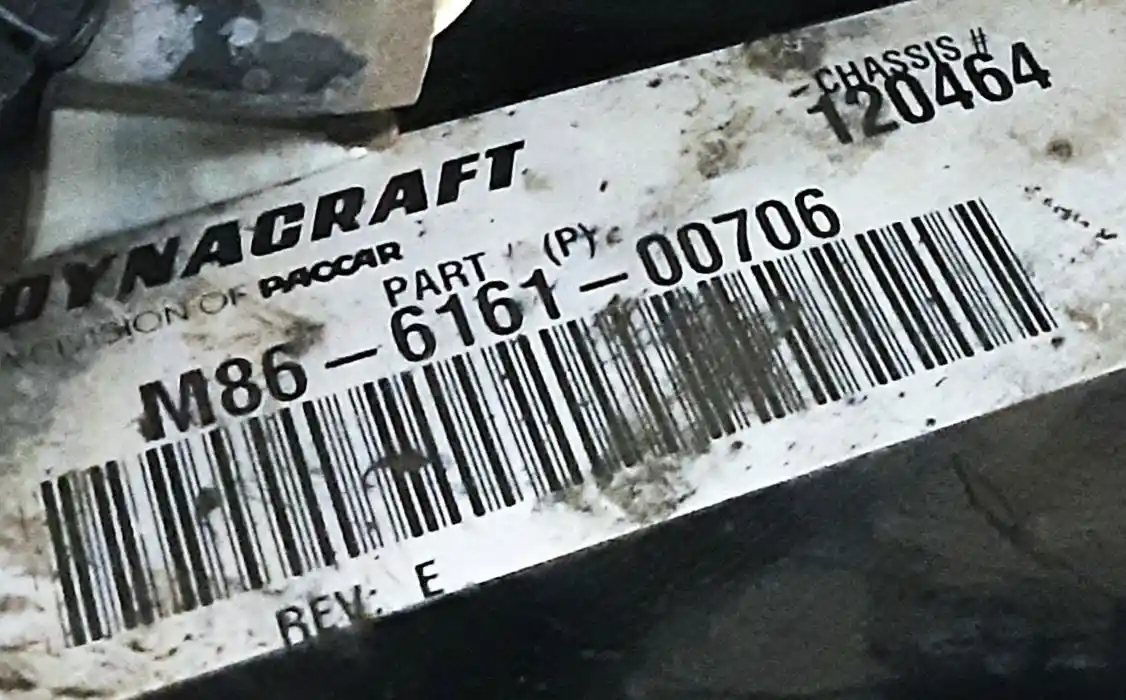 CHASSIS #
120464
DYNACRAFT
A DIVISION OF PACCAR
PART (P)
M86-6161-00706
REV: E